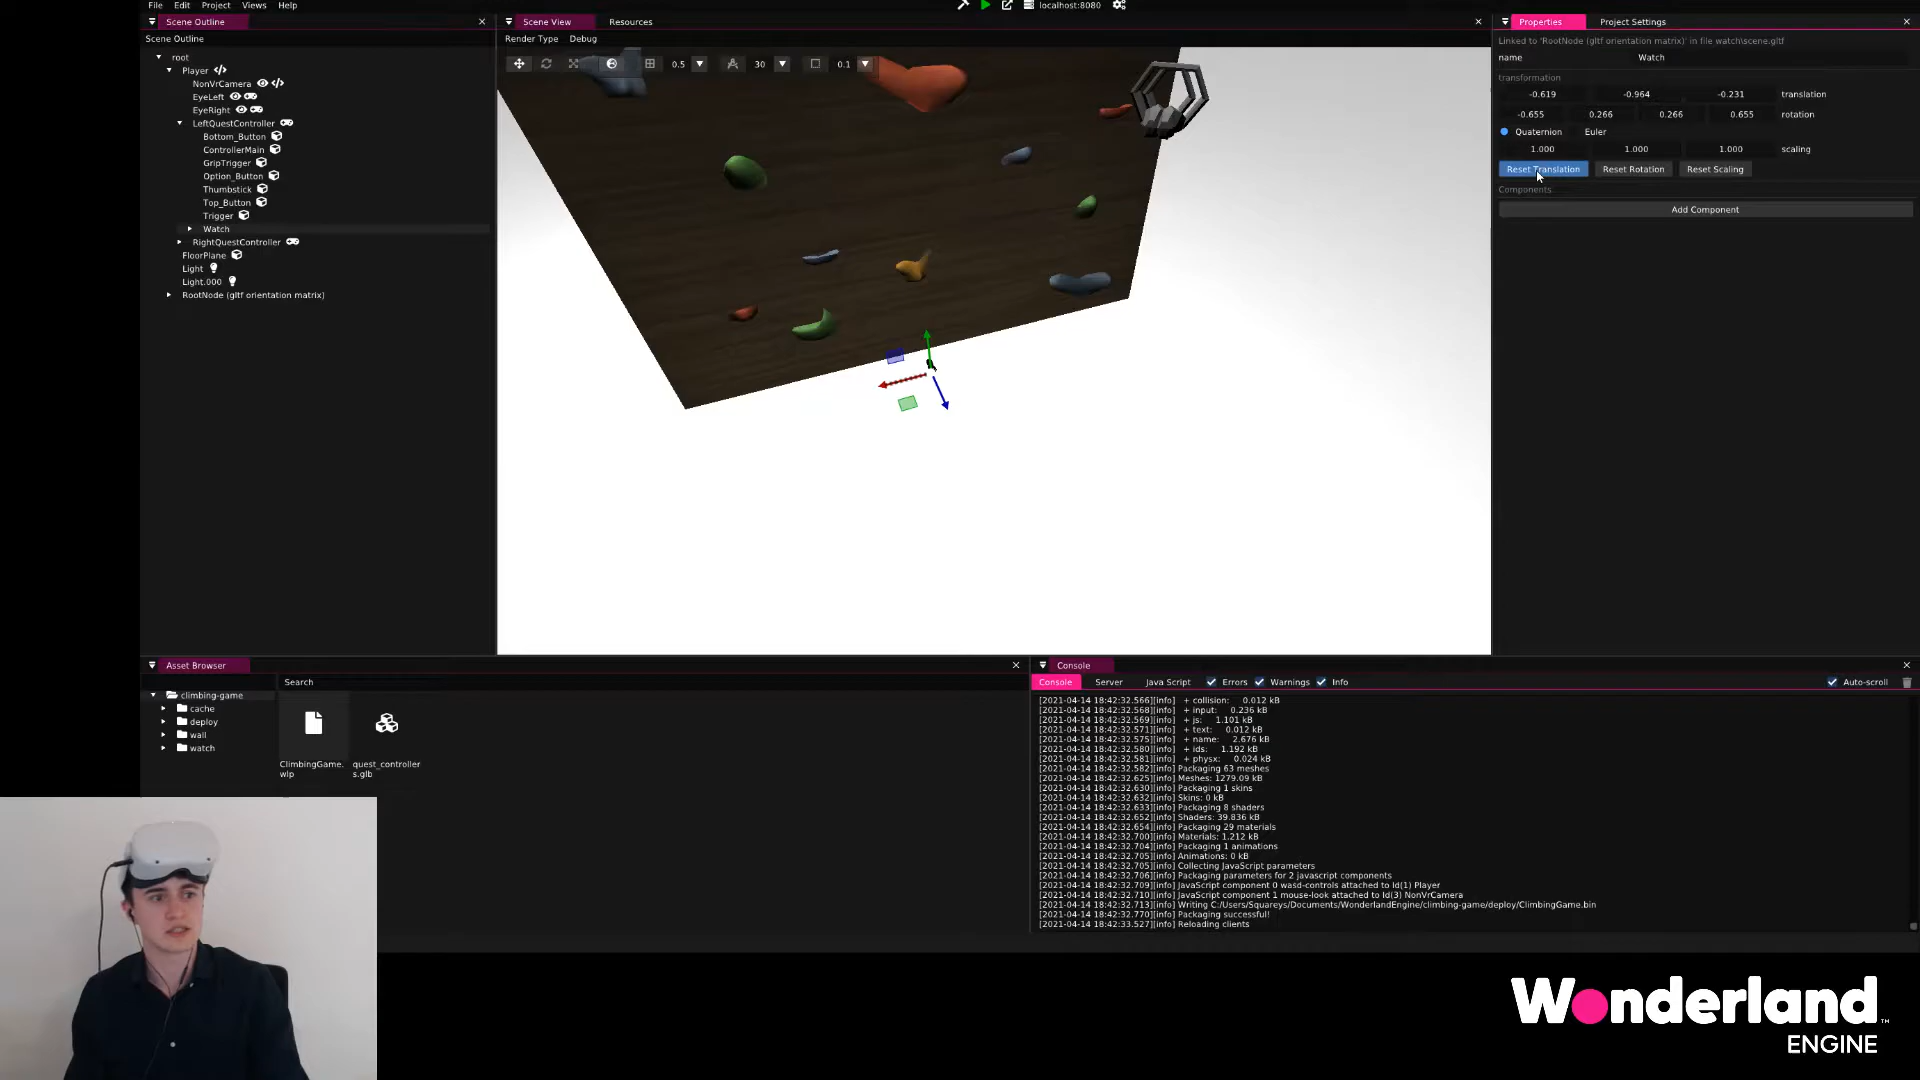 File Edit Project Views Help
localhost:8080
Scene Outline
Scene View Resources
Properties Project Settings
Scene Outline
Render Type Debug
Linked to 'RootNode (gltf orientation matrix)' in file watch\scene.gltf
name Watch
transformation
-0.619 -0.964 -0.231 translation
-0.655 0.266 0.266 0.655 rotation
Quaternion Euler
1.000 1.000 1.000 scaling
Reset Translation Reset Rotation Reset Scaling
Components
Add Component
0.5 30 0.1
root
Player
NonVrCamera
EyeLeft
EyeRight
LeftQuestController
Bottom_Button
ControllerMain
GripTrigger
Option_Button
Thumbstick
Top_Button
Trigger
Watch
RightQuestController
FloorPlane
Light
Light.000
RootNode (gltf orientation matrix)
Asset Browser
Search
climbing-game
cache
deploy
wall
watch
ClimbingGame.
wlp
quest_controller
s.glb
Console
Console Server Java Script Errors Warnings Info Auto-scroll
[2021-04-14 18:42:32.566][info] + collision: 0.012 kB
[2021-04-14 18:42:32.568][info] + input: 0.236 kB
[2021-04-14 18:42:32.569][info] + js: 1.101 kB
[2021-04-14 18:42:32.571][info] + text: 0.012 kB
[2021-04-14 18:42:32.575][info] + name: 2.676 kB
[2021-04-14 18:42:32.580][info] + ids: 1.192 kB
[2021-04-14 18:42:32.581][info] + physx: 0.024 kB
[2021-04-14 18:42:32.582][info] Packaging 63 meshes
[2021-04-14 18:42:32.625][info] Meshes: 1279.09 kB
[2021-04-14 18:42:32.630][info] Packaging 1 skins
[2021-04-14 18:42:32.632][info] Skins: 0 kB
[2021-04-14 18:42:32.633][info] Packaging 8 shaders
[2021-04-14 18:42:32.652][info] Shaders: 39.836 kB
[2021-04-14 18:42:32.654][info] Packaging 29 materials
[2021-04-14 18:42:32.700][info] Materials: 1.212 kB
[2021-04-14 18:42:32.704][info] Packaging 1 animations
[2021-04-14 18:42:32.705][info] Animations: 0 kB
[2021-04-14 18:42:32.705][info] Collecting JavaScript parameters
[2021-04-14 18:42:32.706][info] Packaging parameters for 2 javascript components
[2021-04-14 18:42:32.709][info] JavaScript component 0 wasd-controls attached to Id(1) Player
[2021-04-14 18:42:32.710][info] JavaScript component 1 mouse-look attached to Id(3) NonVrCamera
[2021-04-14 18:42:32.713][info] Writing C:/Users/Squareys/Documents/WonderlandEngine/climbing-game/deploy/ClimbingGame.bin
[2021-04-14 18:42:32.770][info] Packaging successful!
[2021-04-14 18:42:33.527][info] Reloading clients
Wonderland™
ENGINE